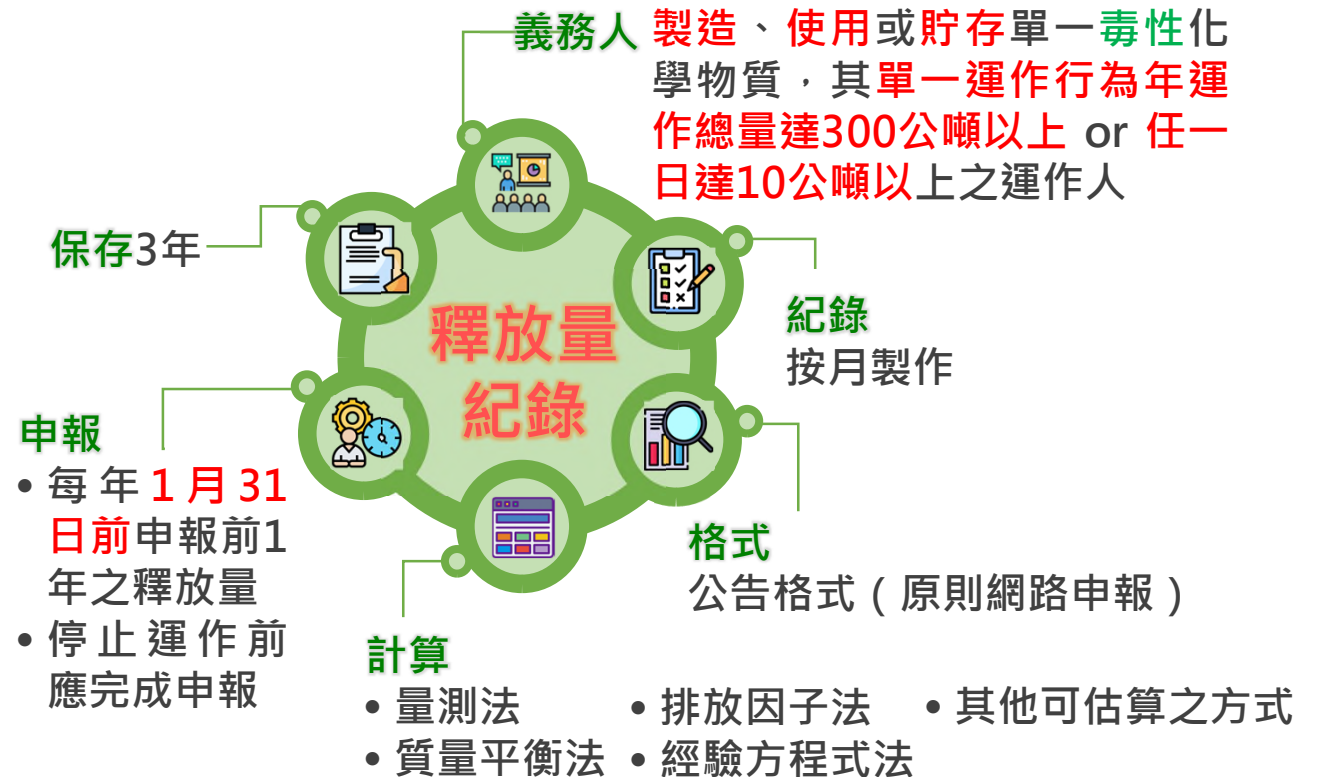 義務人
製造、使用或貯存單一毒性化
學物質，其單一運作行為年運
作總量達300公噸以上 or 任一
日達10公噸以上之運作人
保存3年
釋放量
紀錄
紀錄
按月製作
申報
• 每年1月31
日前申報前1
年之釋放量
• 停止運作前
應完成申報
格式
公告格式（原則網路申報）
計算
• 量測法
• 質量平衡法
• 排放因子法
• 經驗方程式法
• 其他可估算之方式